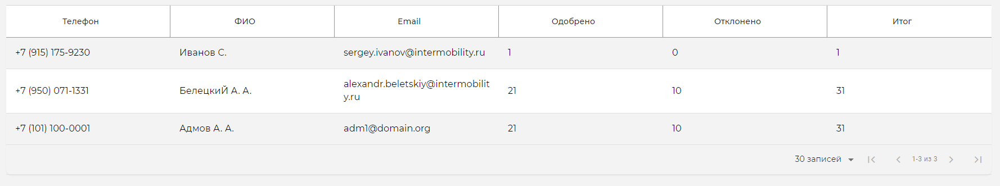 Телефон ФИО Email Одобрено Отклонено Итог
+7 (915) 175-9230 Иванов С. sergey.ivanov@intermobility.ru 1 0 1
+7 (950) 071-1331 БелецкиЙ А. А. alexandr.beletskiy@intermobilit
y.ru 21 10 31
+7 (101) 100-0001 Адмов А. А. adm1@domain.org 21 10 31
30 записей 1-3 из 3